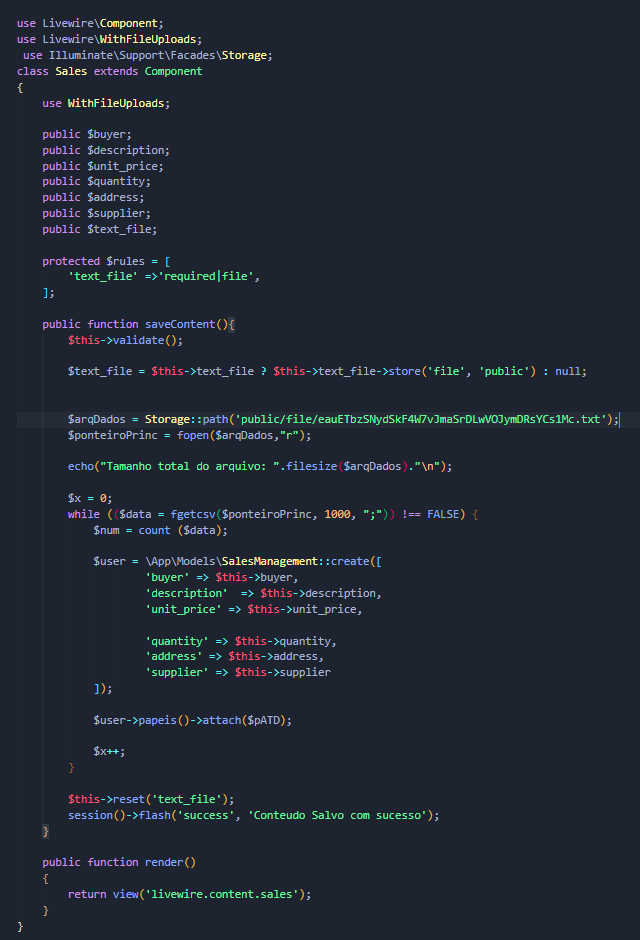 use Livewire\Component;
use Livewire\WithFileUploads;
use Illuminate\Support\Facades\Storage;
class Sales extends Component
{
use WithFileUploads;
public $buyer;
public $description;
public $unit_price;
public $quantity;
public $address;
public $supplier;
public $text_file;
protected $rules = [
'text_file' =>'required|file',
];
public function saveContent(){
$this->validate();
$text_file = $this->text_file ? $this->text_file->store('file', 'public') : null;
$arqDados = Storage::path('public/file/eauETbzSNydSkF4W7vJmaSrDLwVOJymDRsYCs1Mc.txt');
$ponteiroPrinc = fopen($arqDados,"r");
echo("Tamanho total do arquivo: ".filesize($arqDados)."\n");
$x = 0;
while (($data = fgetcsv($ponteiroPrinc, 1000, ";")) !== FALSE) {
$num = count ($data);
$user = \App\Models\SalesManagement::create([
'buyer' => $this->buyer,
'description'  => $this->description,
'unit_price' => $this->unit_price,
'quantity' => $this->quantity,
'address' => $this->address,
'supplier' => $this->supplier
]);
$user->papeis()->attach($pATD);
$x++;
}
$this->reset('text_file');
session()->flash('success', 'Conteudo Salvo com sucesso');
}
public function render()
{
return view('livewire.content.sales');
}
}